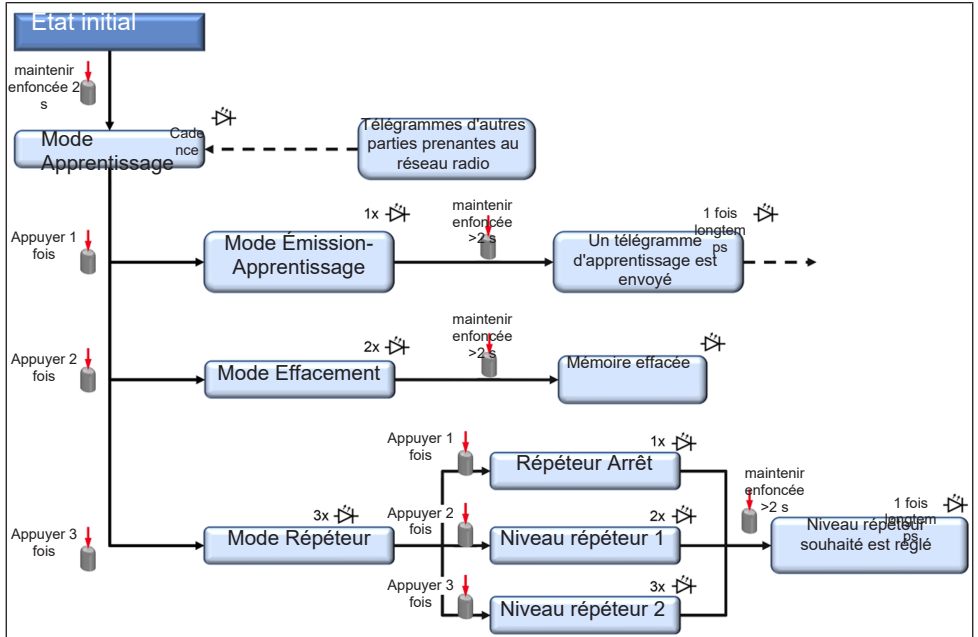 Etat initial
maintenir
enfoncée 2
s
Mode
Apprentissage
Cade
nce
Télégrammes d'autres
parties prenantes au
réseau radio
Appuyer 1
fois
1x
Mode Émission-
Apprentissage
maintenir
enfoncée
>2 s
1 fois
longtem
ps
Un télégramme
d'apprentissage est
envoyé
Appuyer 2
fois
2x
Mode Effacement
maintenir
enfoncée
>2 s
Mémoire effacée
Appuyer 3
fois
3x
Mode Répéteur
Appuyer 1
fois
1x
Répéteur Arrêt
Appuyer 2
fois
2x
Niveau répéteur 1
Appuyer 3
fois
3x
Niveau répéteur 2
maintenir
enfoncée
>2 s
1 fois
longtem
ps
Niveau répéteur
souhaité est réglé